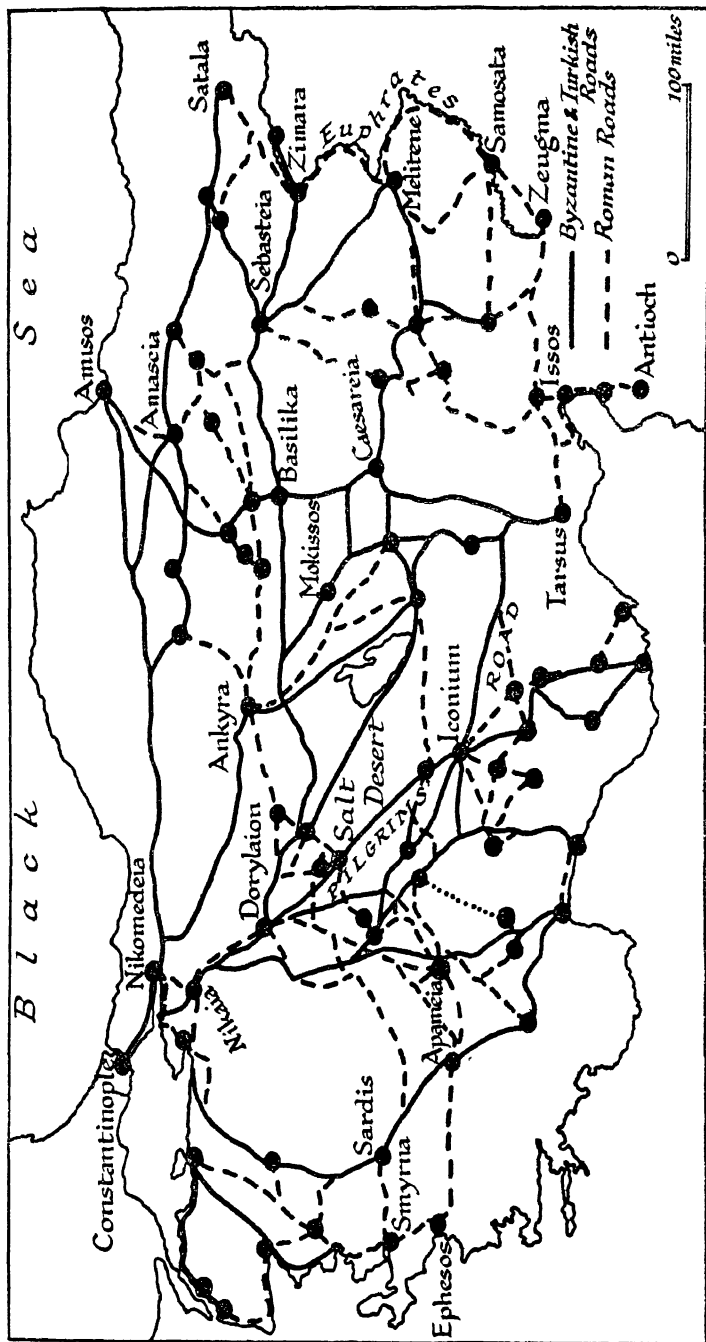 Black Sea
Constantinople
Nikomedeia
Amisos
Satala
Amascia
Nikaia
Dorylaion
Ankyra
Sebasteia
Zimara
Euphrates
Basilika
Mokissos
Melitene
Salt
Desert
Caesareia
Samosata
Sardis
Smyrna
Ephesos
Apameia
PILGRIMS
ROAD
Iconium
Tarsus
Issos
Zeugma
Antioch
Byzantine & Turkish
Roads
Roman Roads
0 100 miles